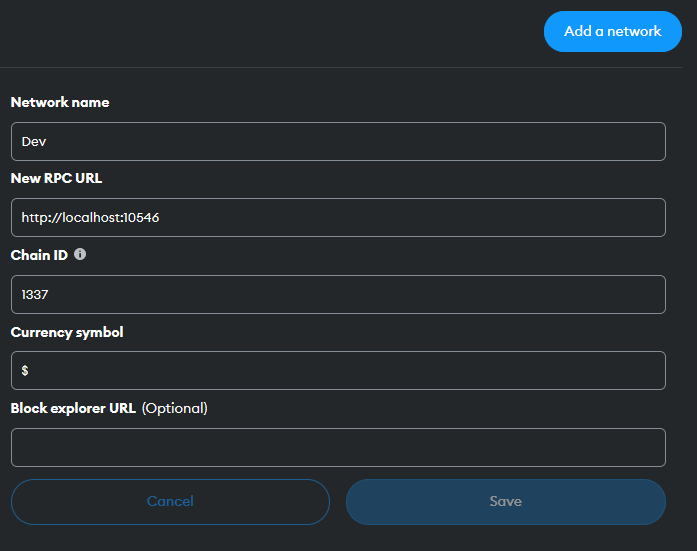 Add a network
Network name
Dev
New RPC URL
http://localhost:10546
Chain ID
1337
Currency symbol
$
Block explorer URL (Optional)
Cancel
Save